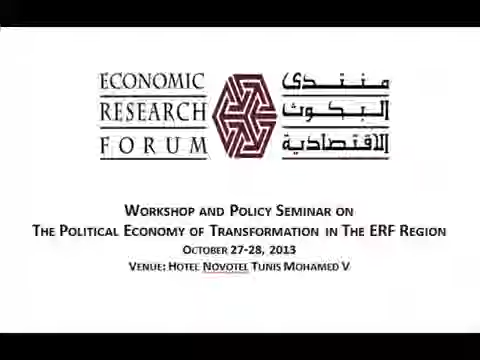 ECONOMIC
RESEARCH
FORUM
منتدى
البحوث
الاقتصادية
WORKSHOP AND POLICY SEMINAR ON
THE POLITICAL ECONOMY OF TRANSFORMATION IN THE ERF REGION
OCTOBER 27-28, 2013
VENUE: HOTEL NOVOTEL TUNIS MOHAMED V